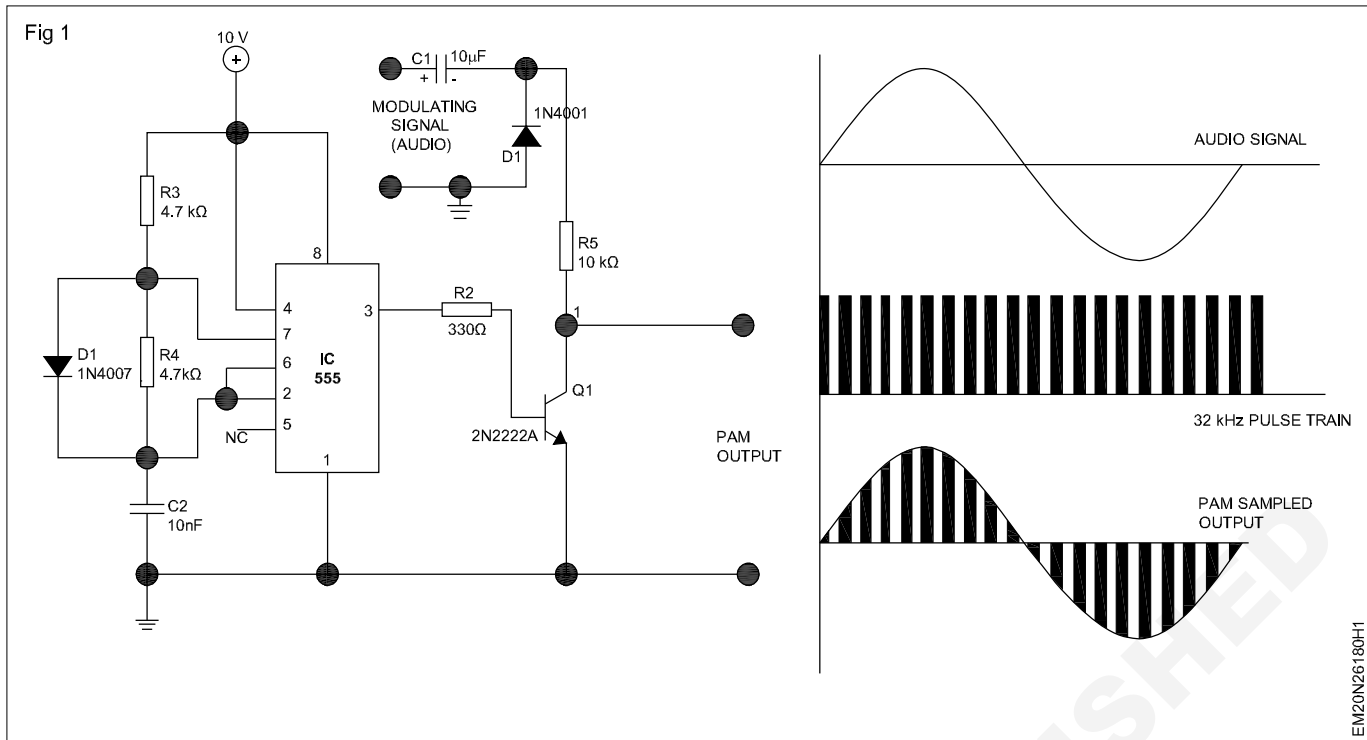 Fig 1
10 V
C1
10µF
+ -
MODULATING
SIGNAL
(AUDIO)
1N4001
D1
AUDIO SIGNAL
R3
4.7 kΩ
R5
10 kΩ
8
4
3
R2
330Ω
1
7
D1
1N4007
R4
4.7kΩ
6
IC
555
2
5
NC
1
Q1
2N2222A
PAM
OUTPUT
C2
10nF
32 kHz PULSE TRAIN
PAM SAMPLED
OUTPUT
SHED
EM20N26180H1